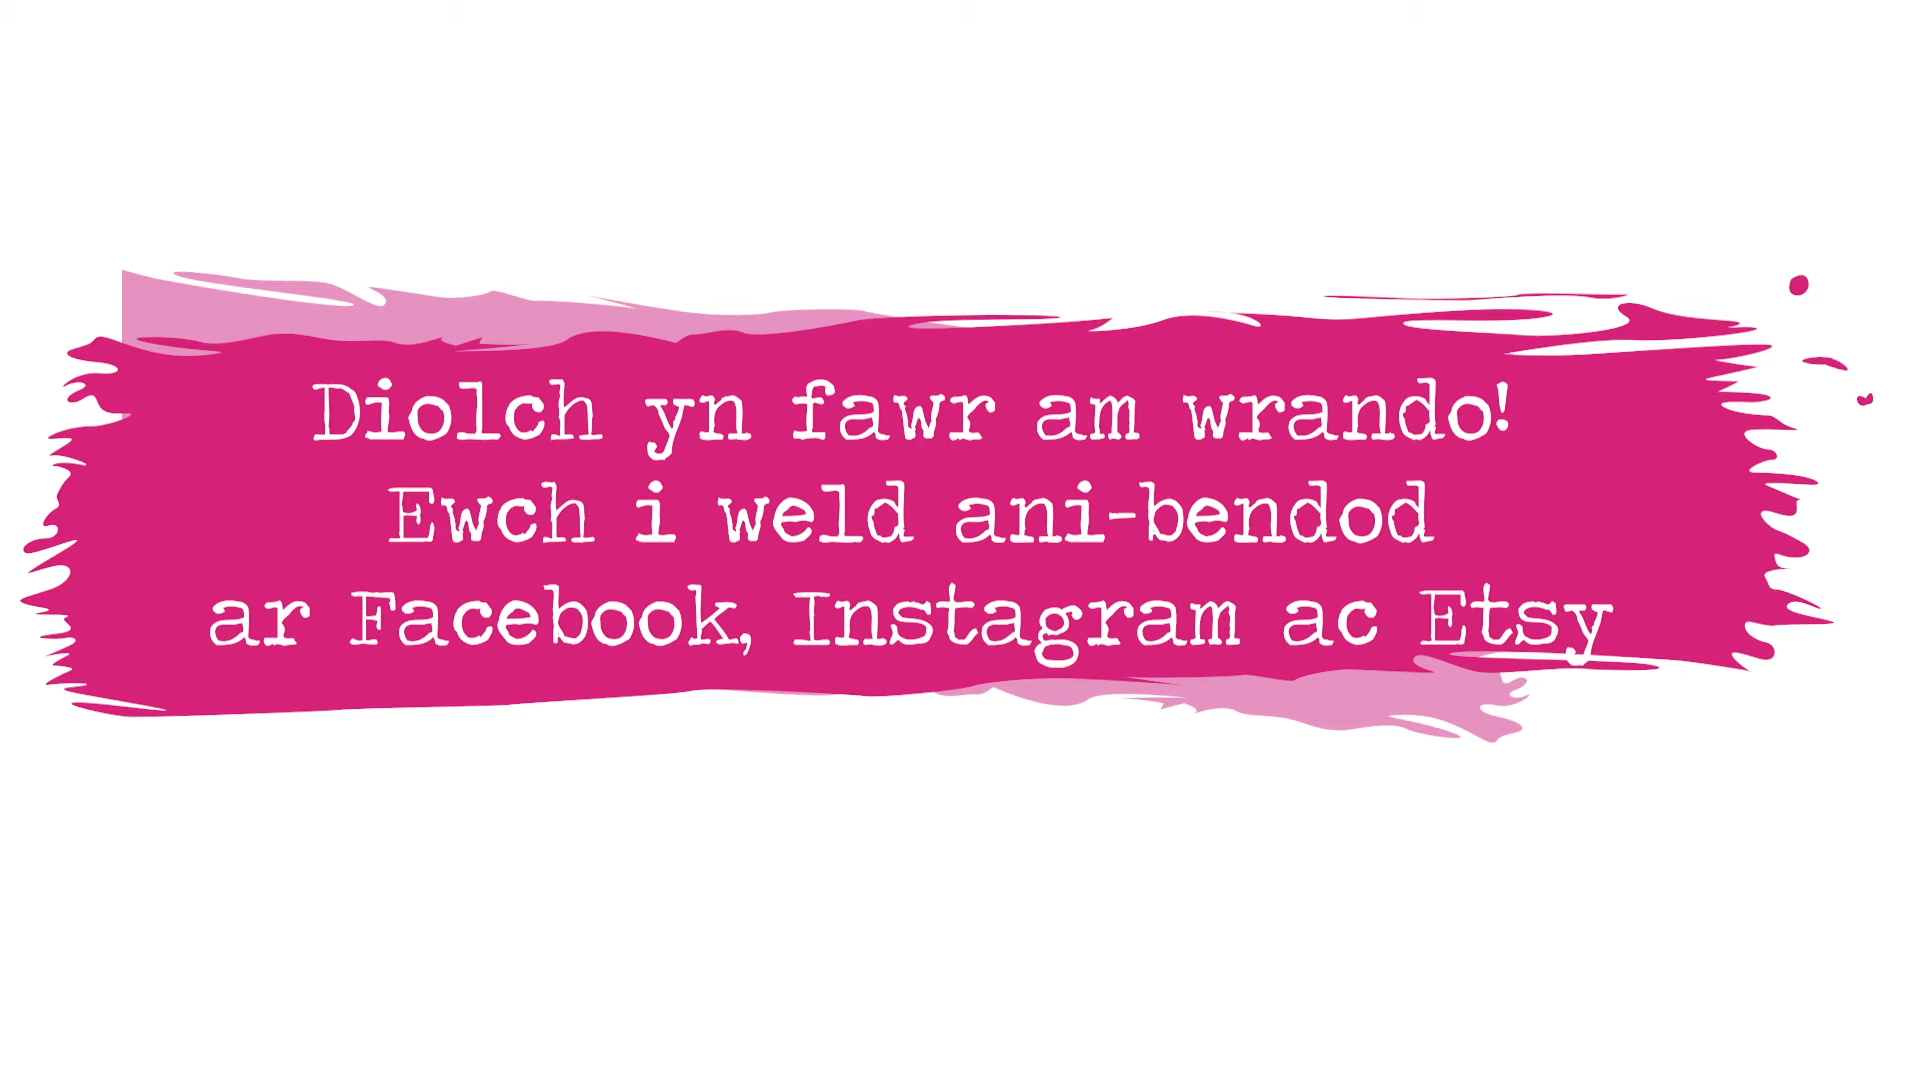 Diolch yn fawr am wrando!
Ewch i weld ani-bendod
ar Facebook, Instagram ac Etsy